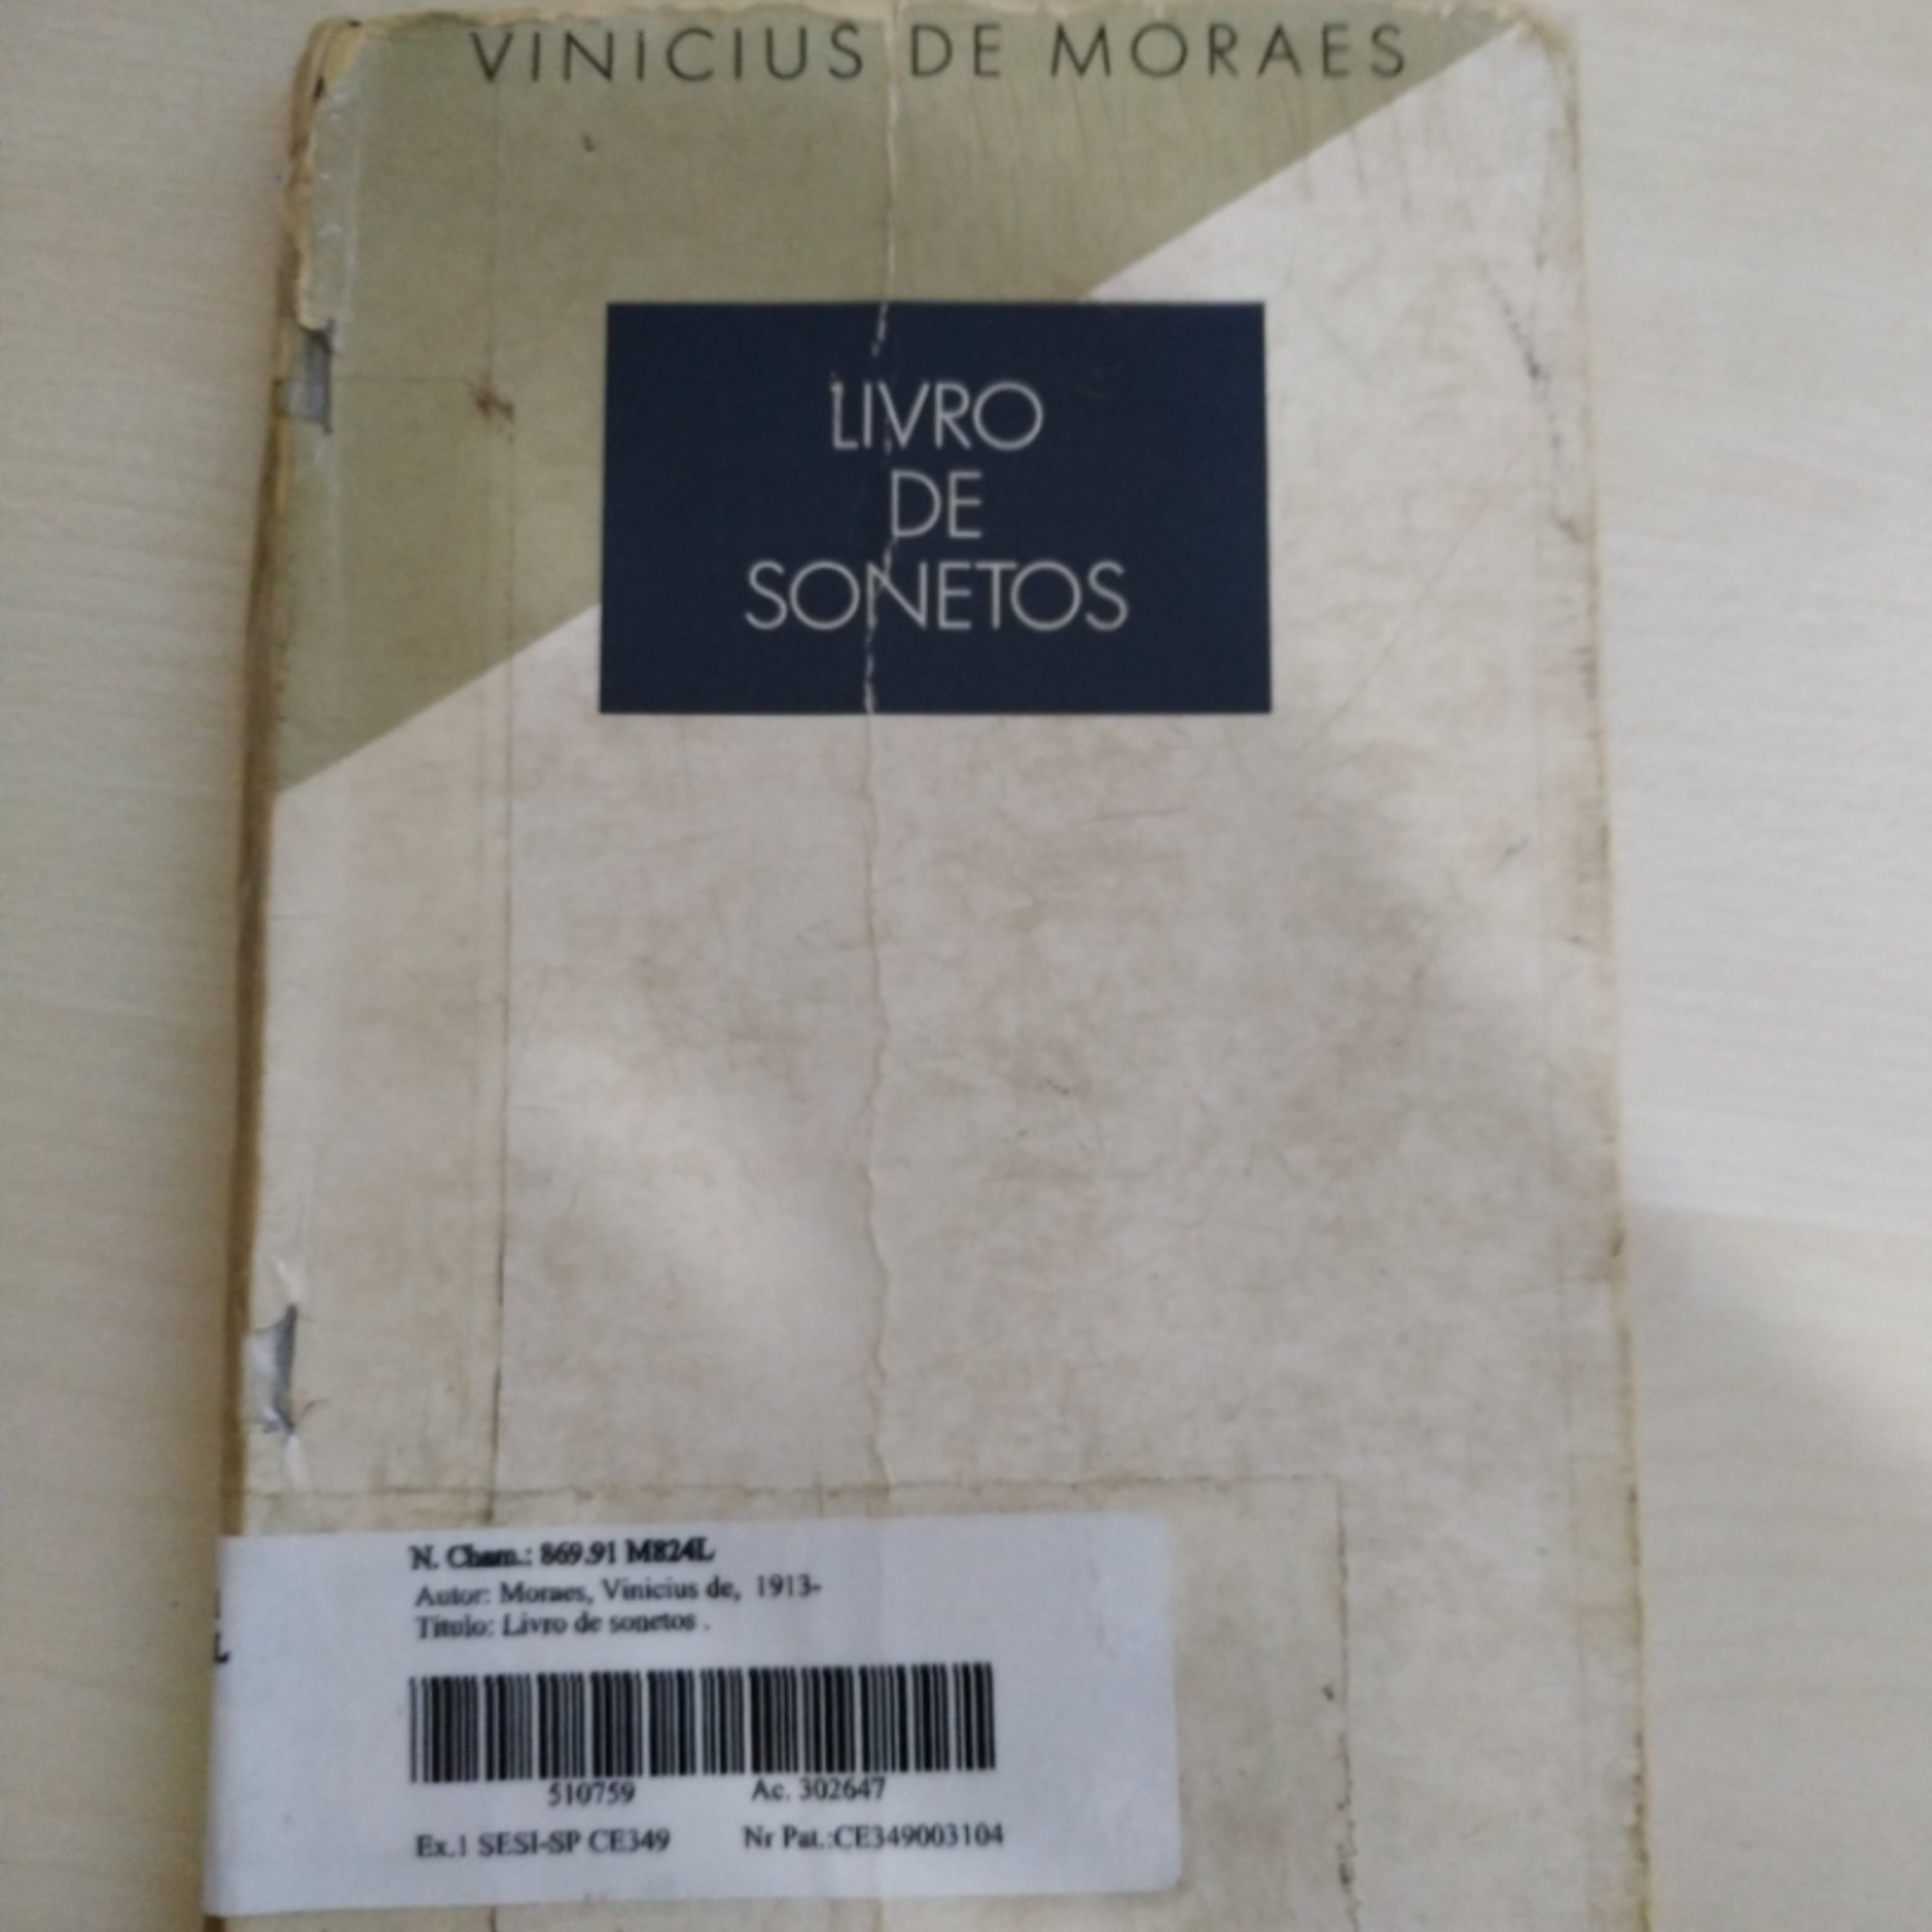 VINICIUS DE MORAES
LIVRO
DE
SONETOS
N. Cham.: 869.91 M824L
Autor: Moraes, Vinicius de, 1913-
Título: Livro de sonetos .
510759 Ac. 302647
Ex.1 SESI-SP CE349 Nr Pat.:CE349003104